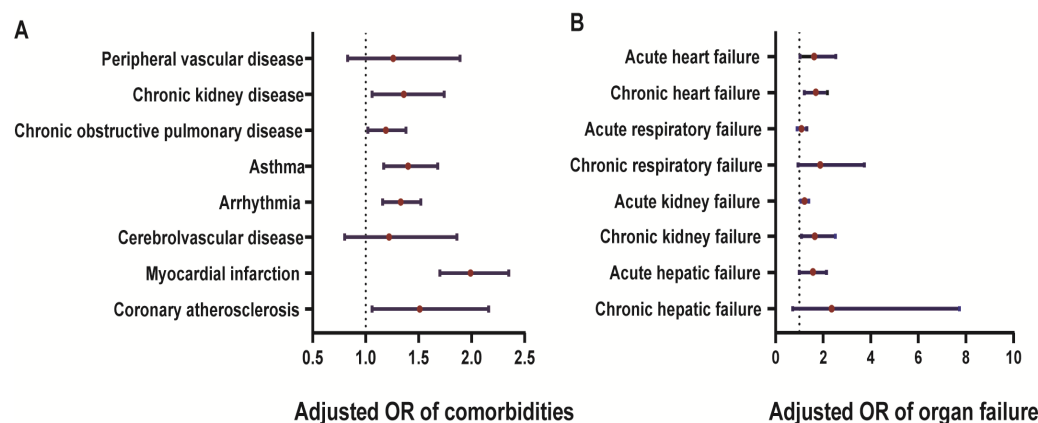 A
Peripheral vascular disease
Chronic kidney disease
Chronic obstructive pulmonary disease
Asthma
Arrhythmia
Cerebrolvascular disease
Myocardial infarction
Coronary atherosclerosis
0.5 1.0 1.5 2.0 2.5
Adjusted OR of comorbidities
B
Acute heart failure
Chronic heart failure
Acute respiratory failure
Chronic respiratory failure
Acute kidney failure
Chronic kidney failure
Acute hepatic failure
Chronic hepatic failure
0 2 4 6 8 10
Adjusted OR of organ failure